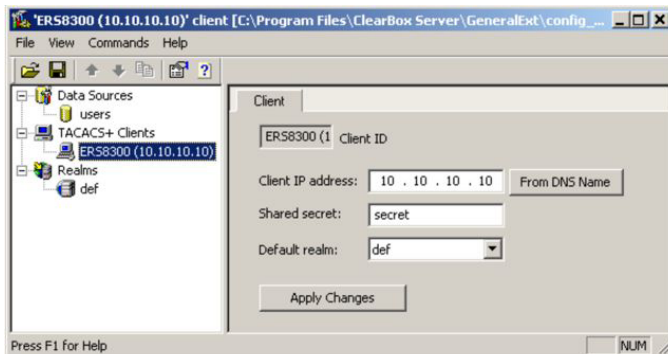 'ERS8300 (10.10.10.10)' client [C:\Program Files\ClearBox Server\GeneralExt\config_...
File View Commands Help
Data Sources
users
TACACS+ Clients
ERS8300 (10.10.10.10)
Realms
def
Client
ERS8300 (1 Client ID
Client IP address: 10 . 10 . 10 . 10 From DNS Name
Shared secret: secret
Default realm: def
Apply Changes
Press F1 for Help NUM